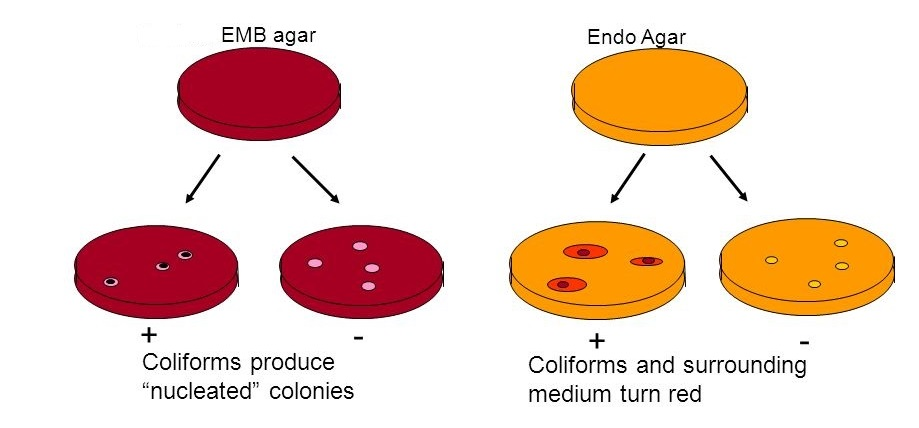 EMB agar
Endo Agar
+
-
Coliforms produce
“nucleated” colonies
+
-
Coliforms and surrounding
medium turn red